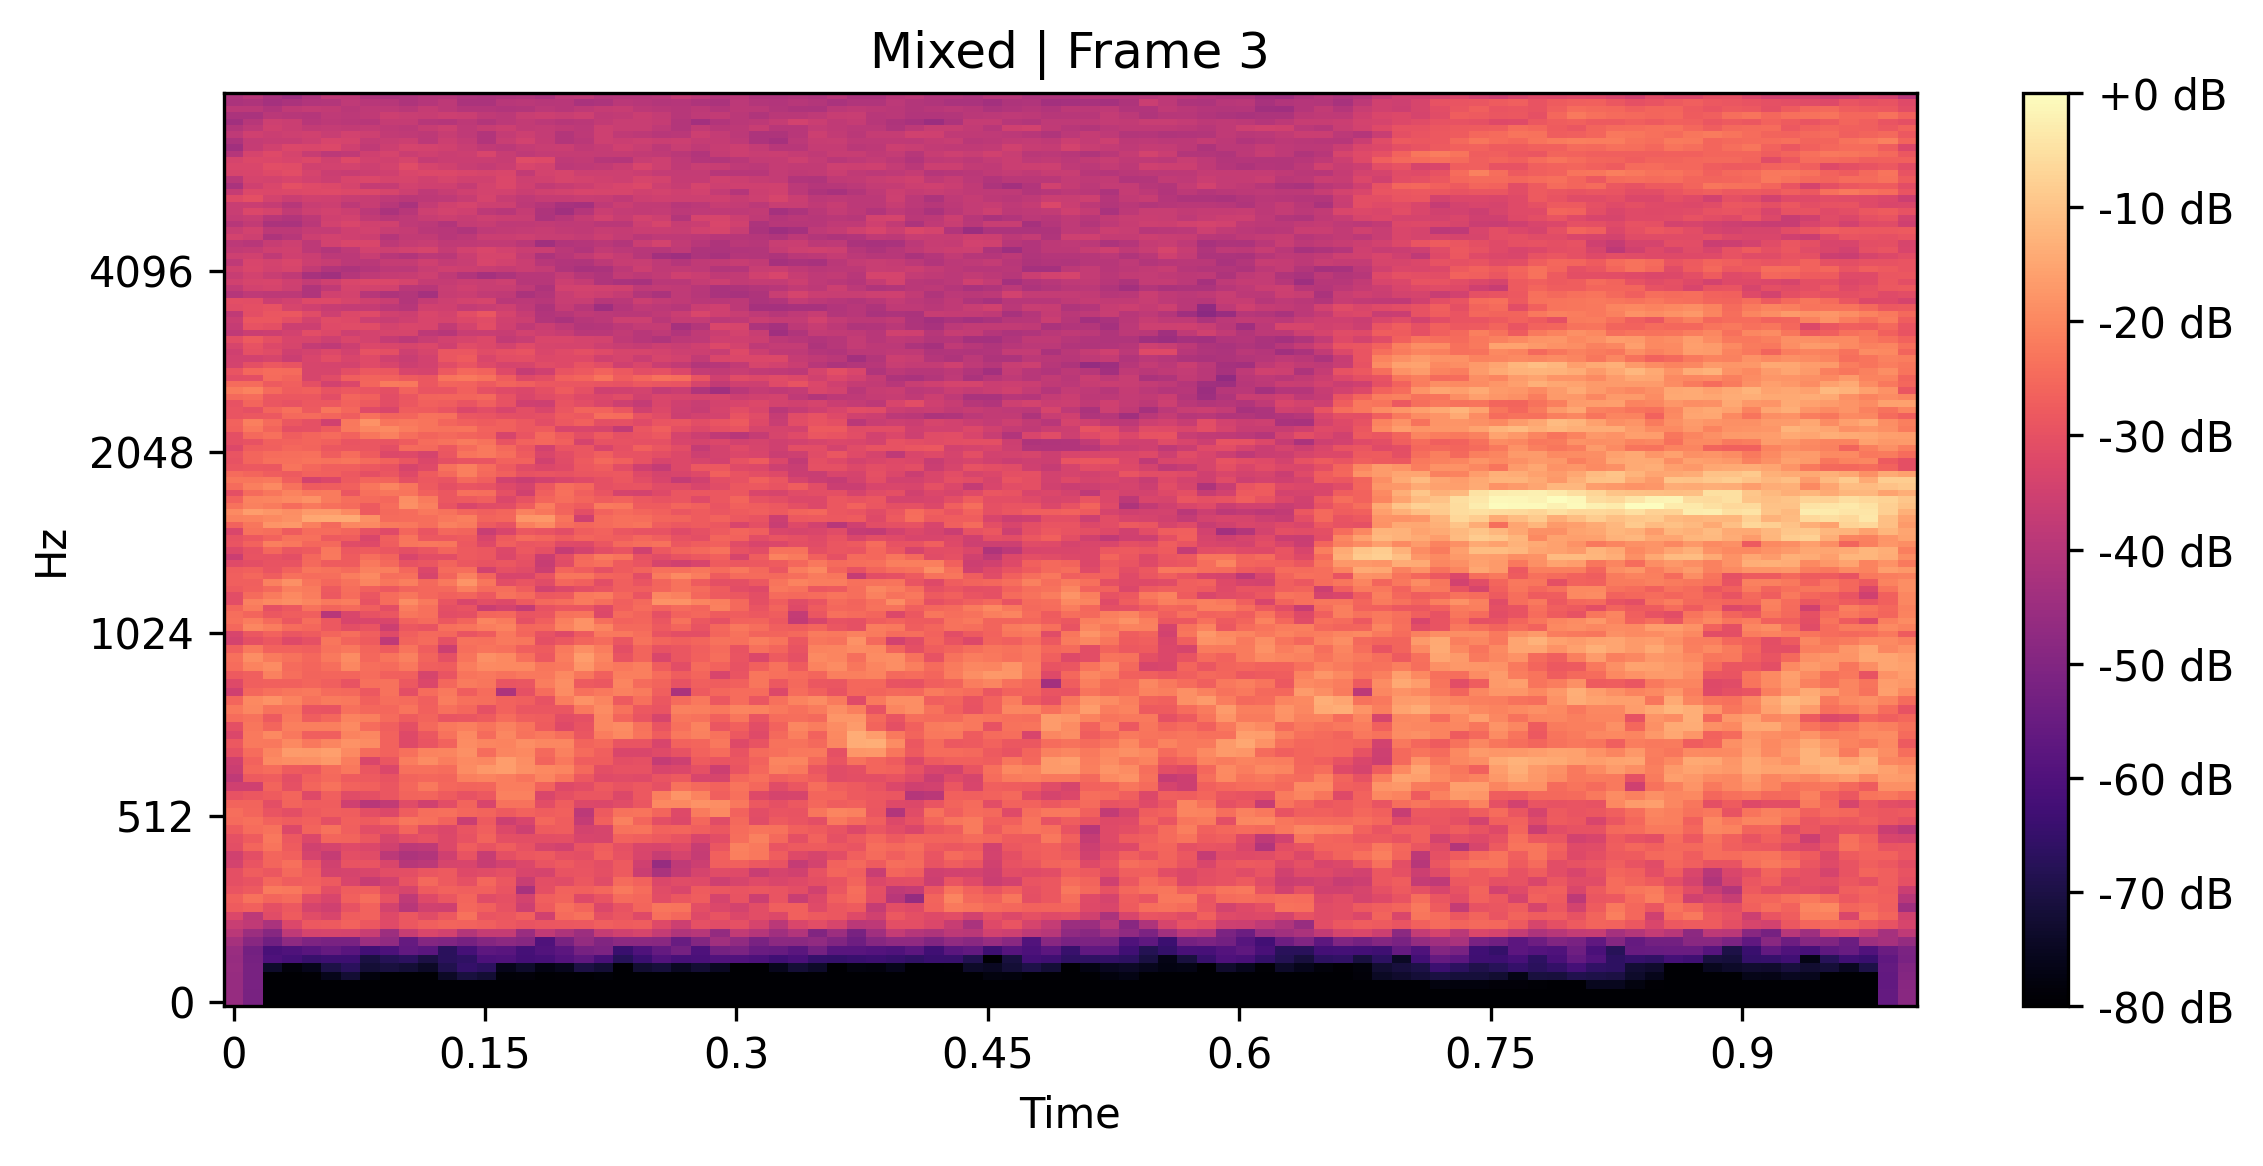 Mixed | Frame 3
Hz
4096
2048
1024
512
0
0 0.15 0.3 0.45 0.6 0.75 0.9
Time
+0 dB
-10 dB
-20 dB
-30 dB
-40 dB
-50 dB
-60 dB
-70 dB
-80 dB